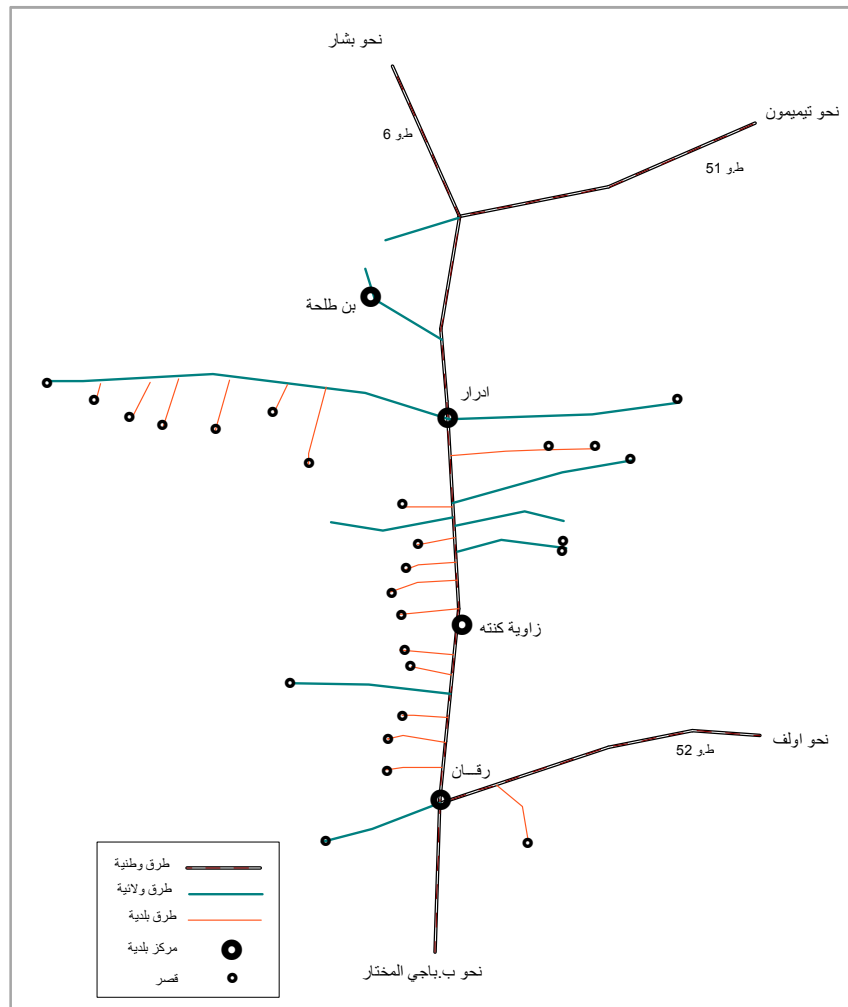 نحو بشار
نحو تيميمون
ط.و 6
ط.و 51
بن طلحة
ادرار
زاوية كنته
نحو اولف
ط.و 52
رقـــان
طرق وطنية
طرق ولائية
طرق بلدية
مركز بلدية
قصر
نحو ب.باجي المختار